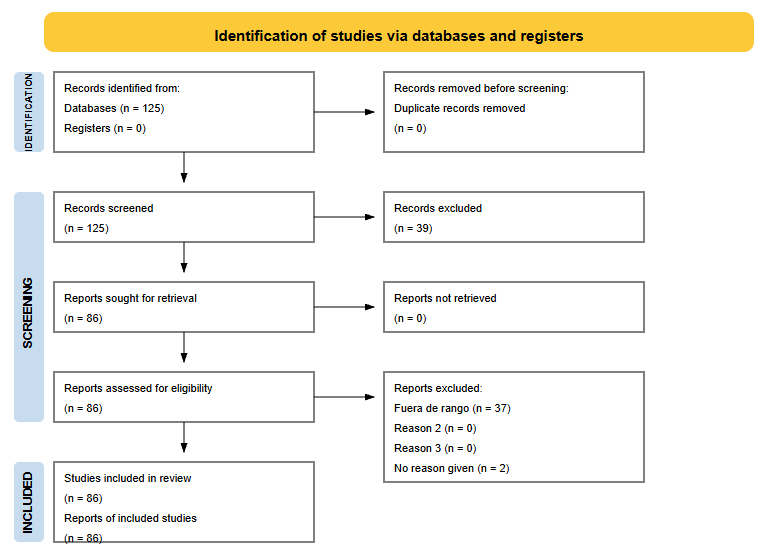 Identification of studies via databases and registers
IDENTIFICATION
Records identified from:
Databases (n = 125)
Registers (n = 0)
Records removed before screening:
Duplicate records removed
(n = 0)
SCREENING
Records screened
(n = 125)
Records excluded
(n = 39)
Reports sought for retrieval
(n = 86)
Reports not retrieved
(n = 0)
Reports assessed for eligibility
(n = 86)
Reports excluded:
Fuera de rango (n = 37)
Reason 2 (n = 0)
Reason 3 (n = 0)
No reason given (n = 2)
INCLUDED
Studies included in review
(n = 86)
Reports of included studies
(n = 86)